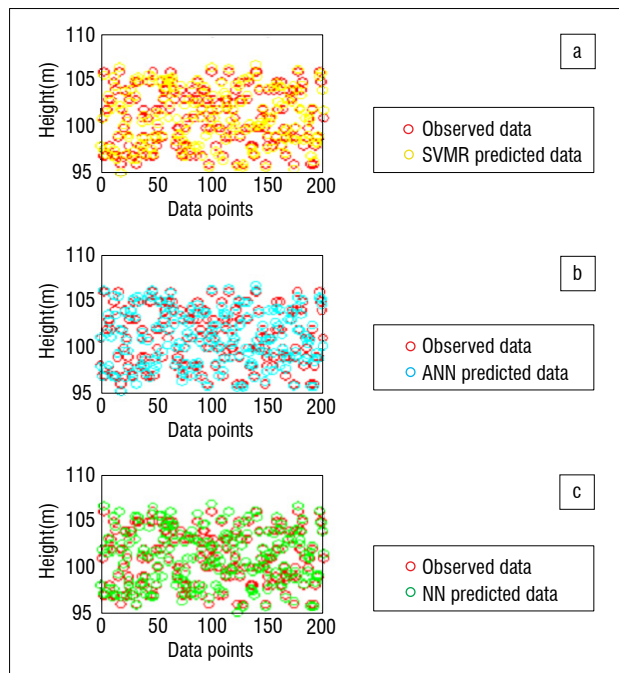 a
110
105
100
95
Height(m)
0 50 100 150 200
Data points
Observed data
SVMR predicted data
b
110
105
100
95
Height(m)
0 50 100 150 200
Data points
Observed data
ANN predicted data
c
110
105
100
95
Height(m)
0 50 100 150 200
Data points
Observed data
NN predicted data